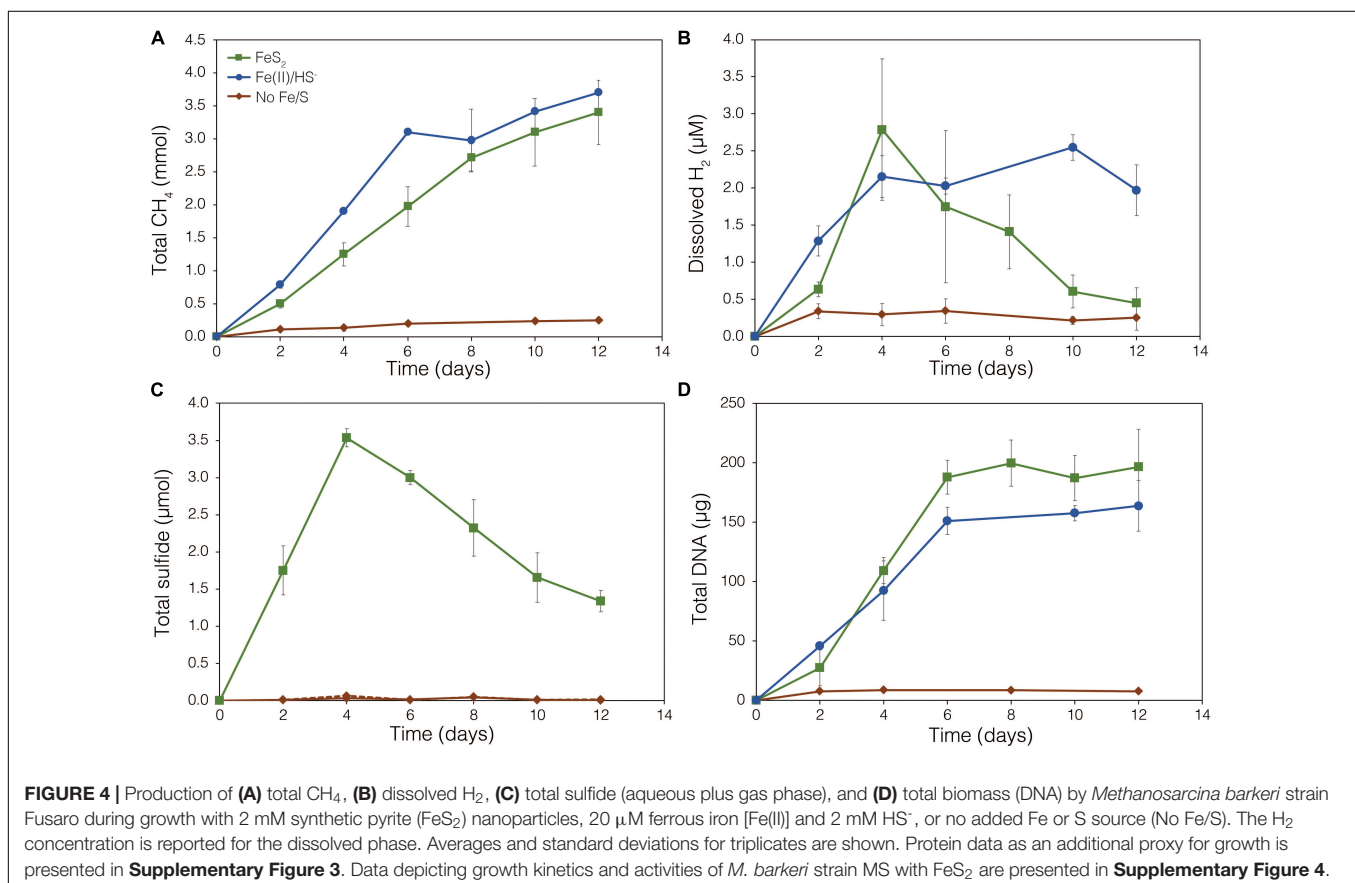 A
4.5
4.0
3.5
3.0
2.5
2.0
1.5
1.0
0.5
0.0
Total CH4 (mmol)
FeS2
Fe(II)/HS-
No Fe/S
0 2 4 6 8 10 12 14
Time (days)
B
4.0
3.5
3.0
2.5
2.0
1.5
1.0
0.5
0.0
Dissolved H2 (µM)
0 2 4 6 8 10 12 14
Time (days)
C
4.0
3.5
3.0
2.5
2.0
1.5
1.0
0.5
0.0
Total sulfide (µmol)
0 2 4 6 8 10 12 14
Time (days)
D
250
200
150
100
50
0
Total DNA (µg)
0 2 4 6 8 10 12 14
Time (days)
FIGURE 4 | Production of (A) total CH4, (B) dissolved H2, (C) total sulfide (aqueous plus gas phase), and (D) total biomass (DNA) by Methanosarcina barkeri strain
Fusaro during growth with 2 mM synthetic pyrite (FeS2) nanoparticles, 20 µM ferrous iron [Fe(II)] and 2 mM HS-, or no added Fe or S source (No Fe/S). The H2
concentration is reported for the dissolved phase. Averages and standard deviations for triplicates are shown. Protein data as an additional proxy for growth is
presented in Supplementary Figure 3. Data depicting growth kinetics and activities of M. barkeri strain MS with FeS2 are presented in Supplementary Figure 4.